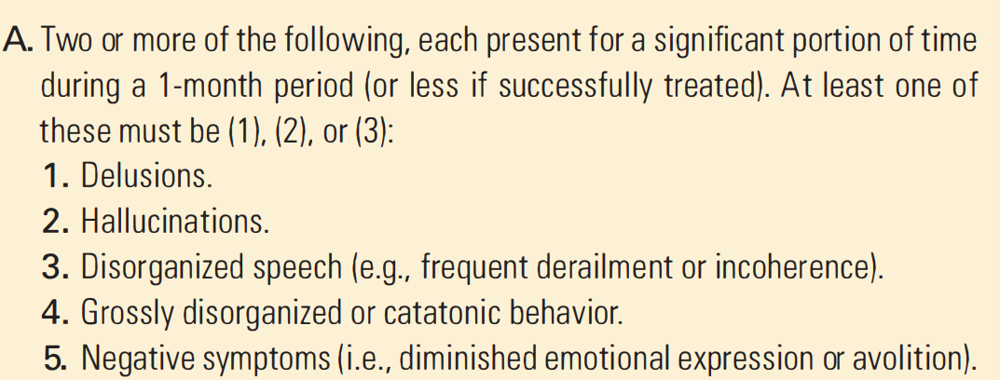 A. Two or more of the following, each present for a significant portion of time
during a 1-month period (or less if successfully treated). At least one of
these must be (1), (2), or (3):
1. Delusions.
2. Hallucinations.
3. Disorganized speech (e.g., frequent derailment or incoherence).
4. Grossly disorganized or catatonic behavior.
5. Negative symptoms (i.e., diminished emotional expression or avolition).